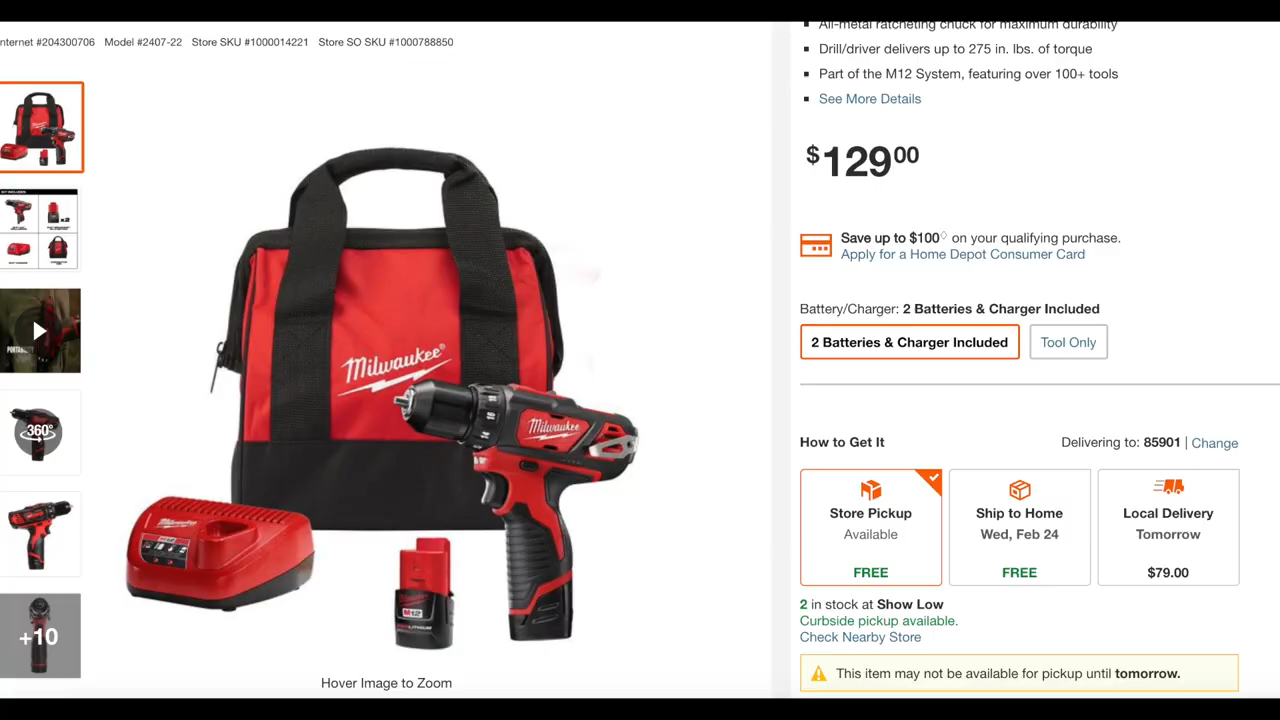 nternet #204300706 Model #2407-22 Store SKU #1000014221 Store SO SKU #1000788850
+10
360°
Milwaukee
Milwaukee
Milwaukee
M12
Hover Image to Zoom
All-metal ratcheting chuck for maximum durability
Drill/driver delivers up to 275 in. lbs. of torque
Part of the M12 System, featuring over 100+ tools
See More Details
$129 00
Save up to $100◊ on your qualifying purchase.
Apply for a Home Depot Consumer Card
Battery/Charger: 2 Batteries & Charger Included
2 Batteries & Charger Included Tool Only
How to Get It Delivering to: 85901 | Change
Store Pickup Ship to Home Local Delivery
Available Wed, Feb 24 Tomorrow
FREE FREE $79.00
2 in stock at Show Low
Curbside pickup available.
Check Nearby Store
This item may not be available for pickup until tomorrow.